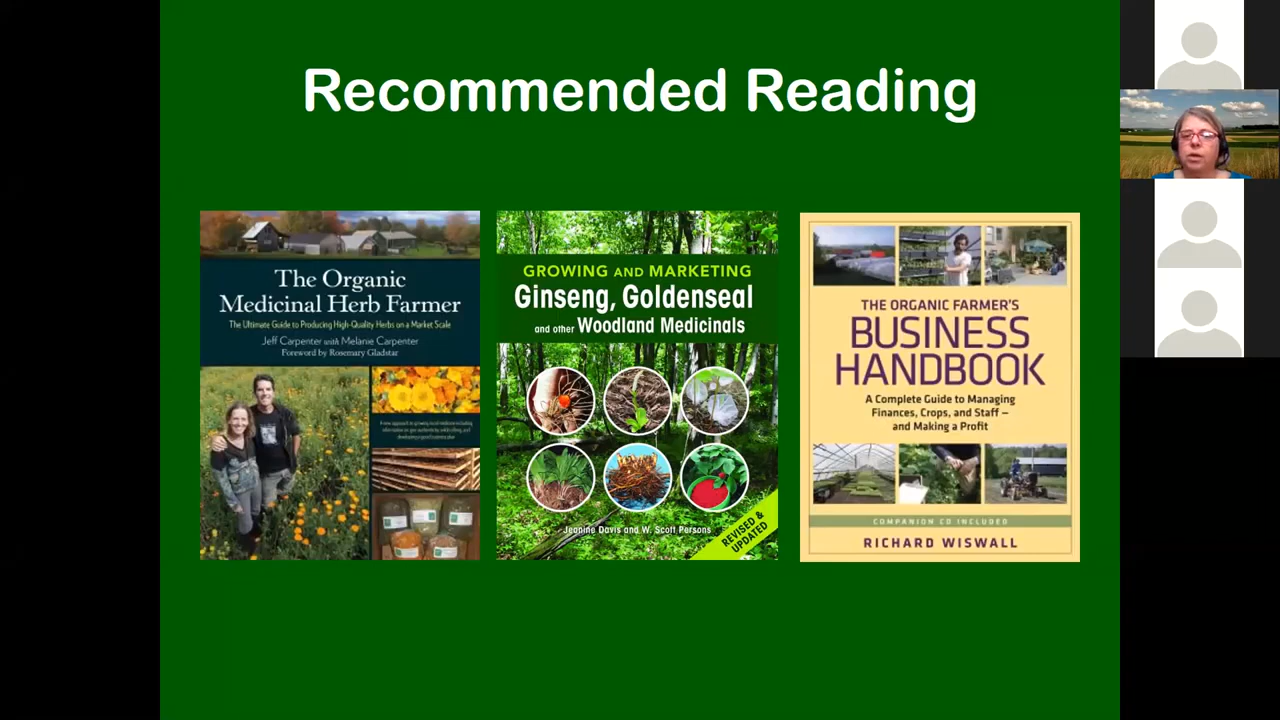 Recommended Reading
The Organic
Medicinal Herb Farmer
The Ultimate Guide to Producing High-Quality Herbs on a Market Scale
Jeff Carpenter with Melanie Carpenter
Foreword by Rosemary Gladstar
GROWING AND MARKETING
Ginseng, Goldenseal
and other Woodland Medicinals
Jeanine Davis and W. Scott Persons
REVISED &
UPDATED
THE ORGANIC FARMER'S
BUSINESS
HANDBOOK
A Complete Guide to Managing
Finances, Crops, and Staff —
and Making a Profit
COMPANION CD INCLUDED
RICHARD WISWALL